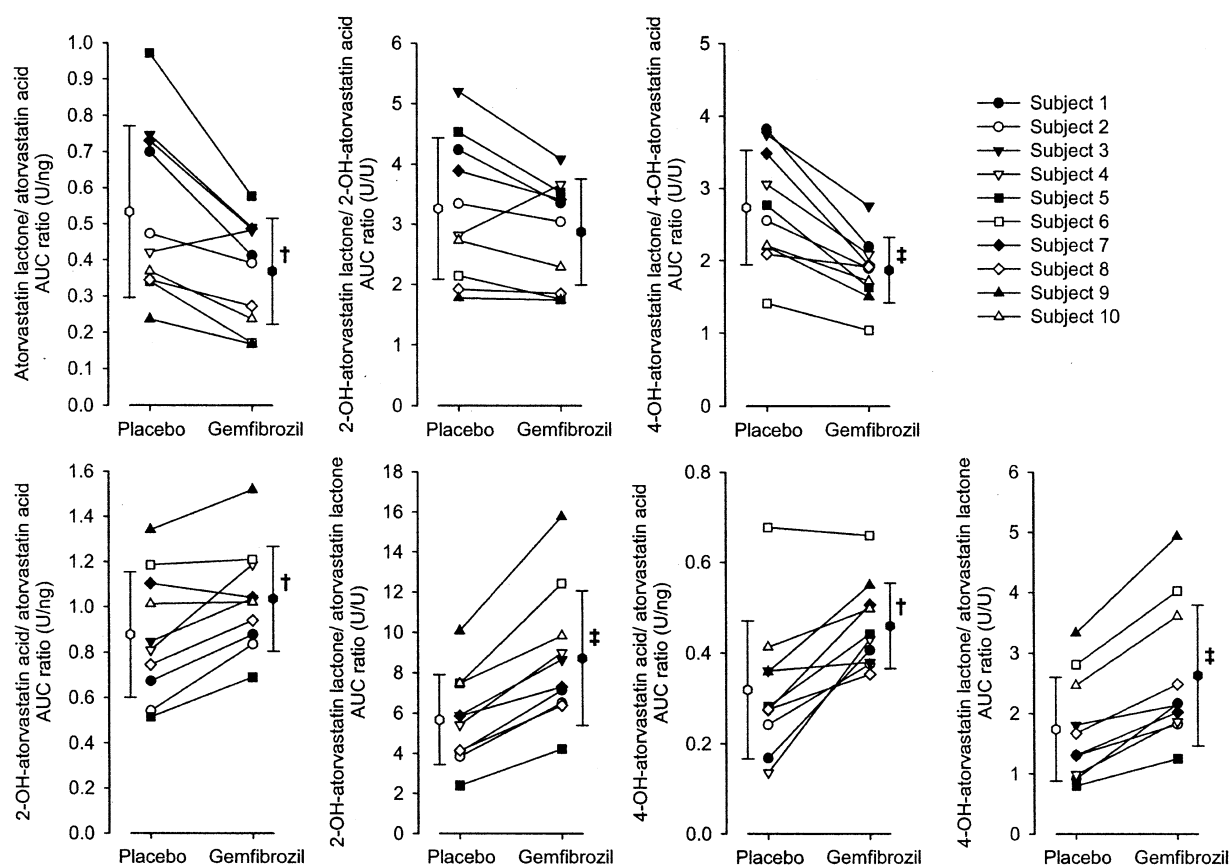 Atorvastatin lactone/ atorvastatin acid
AUC ratio (U/ng)
1.0
0.9
0.8
0.7
0.6
0.5
0.4
0.3
0.2
0.1
0.0
†
Placebo Gemfibrozil
2-OH-atorvastatin lactone/ 2-OH-atorvastatin acid
AUC ratio (U/U)
6
5
4
3
2
1
0
Placebo Gemfibrozil
4-OH-atorvastatin lactone/ 4-OH-atorvastatin acid
AUC ratio (U/U)
5
4
3
2
1
0
‡
Placebo Gemfibrozil
Subject 1
Subject 2
Subject 3
Subject 4
Subject 5
Subject 6
Subject 7
Subject 8
Subject 9
Subject 10
2-OH-atorvastatin acid/ atorvastatin acid
AUC ratio (U/ng)
1.6
1.4
1.2
1.0
0.8
0.6
0.4
0.2
0.0
†
Placebo Gemfibrozil
2-OH-atorvastatin lactone/ atorvastatin lactone
AUC ratio (U/U)
18
16
14
12
10
8
6
4
2
0
‡
Placebo Gemfibrozil
4-OH-atorvastatin acid/ atorvastatin acid
AUC ratio (U/ng)
0.8
0.6
0.4
0.2
0.0
†
Placebo Gemfibrozil
4-OH-atorvastatin lactone/ atorvastatin lactone
AUC ratio (U/U)
6
5
4
3
2
1
0
‡
Placebo Gemfibrozil